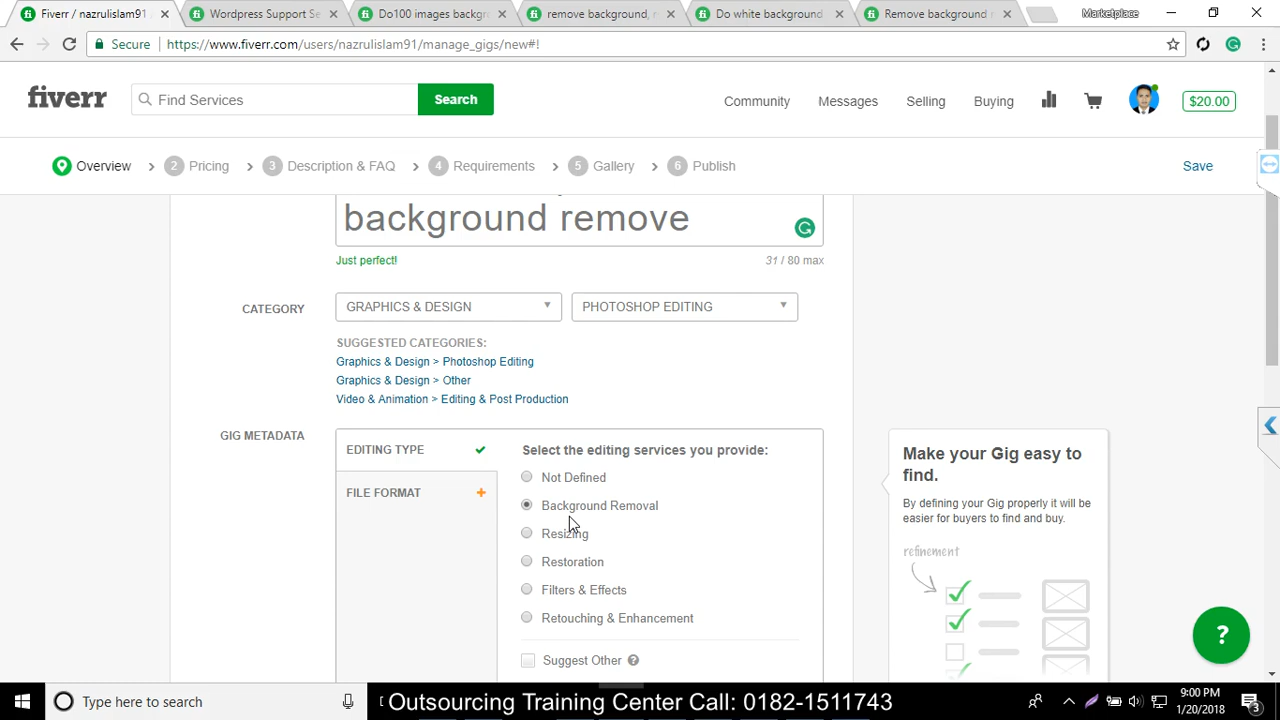 Fiverr / nazrulislam91
Wordpress Support Se
Do100 images backgr
remove background, r
Do white background
Remove background
Marketplace
Secure
https://www.fiverr.com/users/nazrulislam91/manage_gigs/new#!
fiverr
Find Services
Search
Community
Messages
Selling
Buying
$20.00
Overview
2 Pricing
3 Description & FAQ
4 Requirements
5 Gallery
6 Publish
Save
background remove
Just perfect!
31 / 80 max
CATEGORY
GRAPHICS & DESIGN
PHOTOSHOP EDITING
SUGGESTED CATEGORIES:
Graphics & Design > Photoshop Editing
Graphics & Design > Other
Video & Animation > Editing & Post Production
GIG METADATA
EDITING TYPE
FILE FORMAT
Select the editing services you provide:
Not Defined
Background Removal
Resizing
Restoration
Filters & Effects
Retouching & Enhancement
Suggest Other
Make your Gig easy to
find.
By defining your Gig properly it will be
easier for buyers to find and buy.
refinement
?
Type here to search
Outsourcing Training Center Call: 0182-1511743
9:00 PM
1/20/2018
3